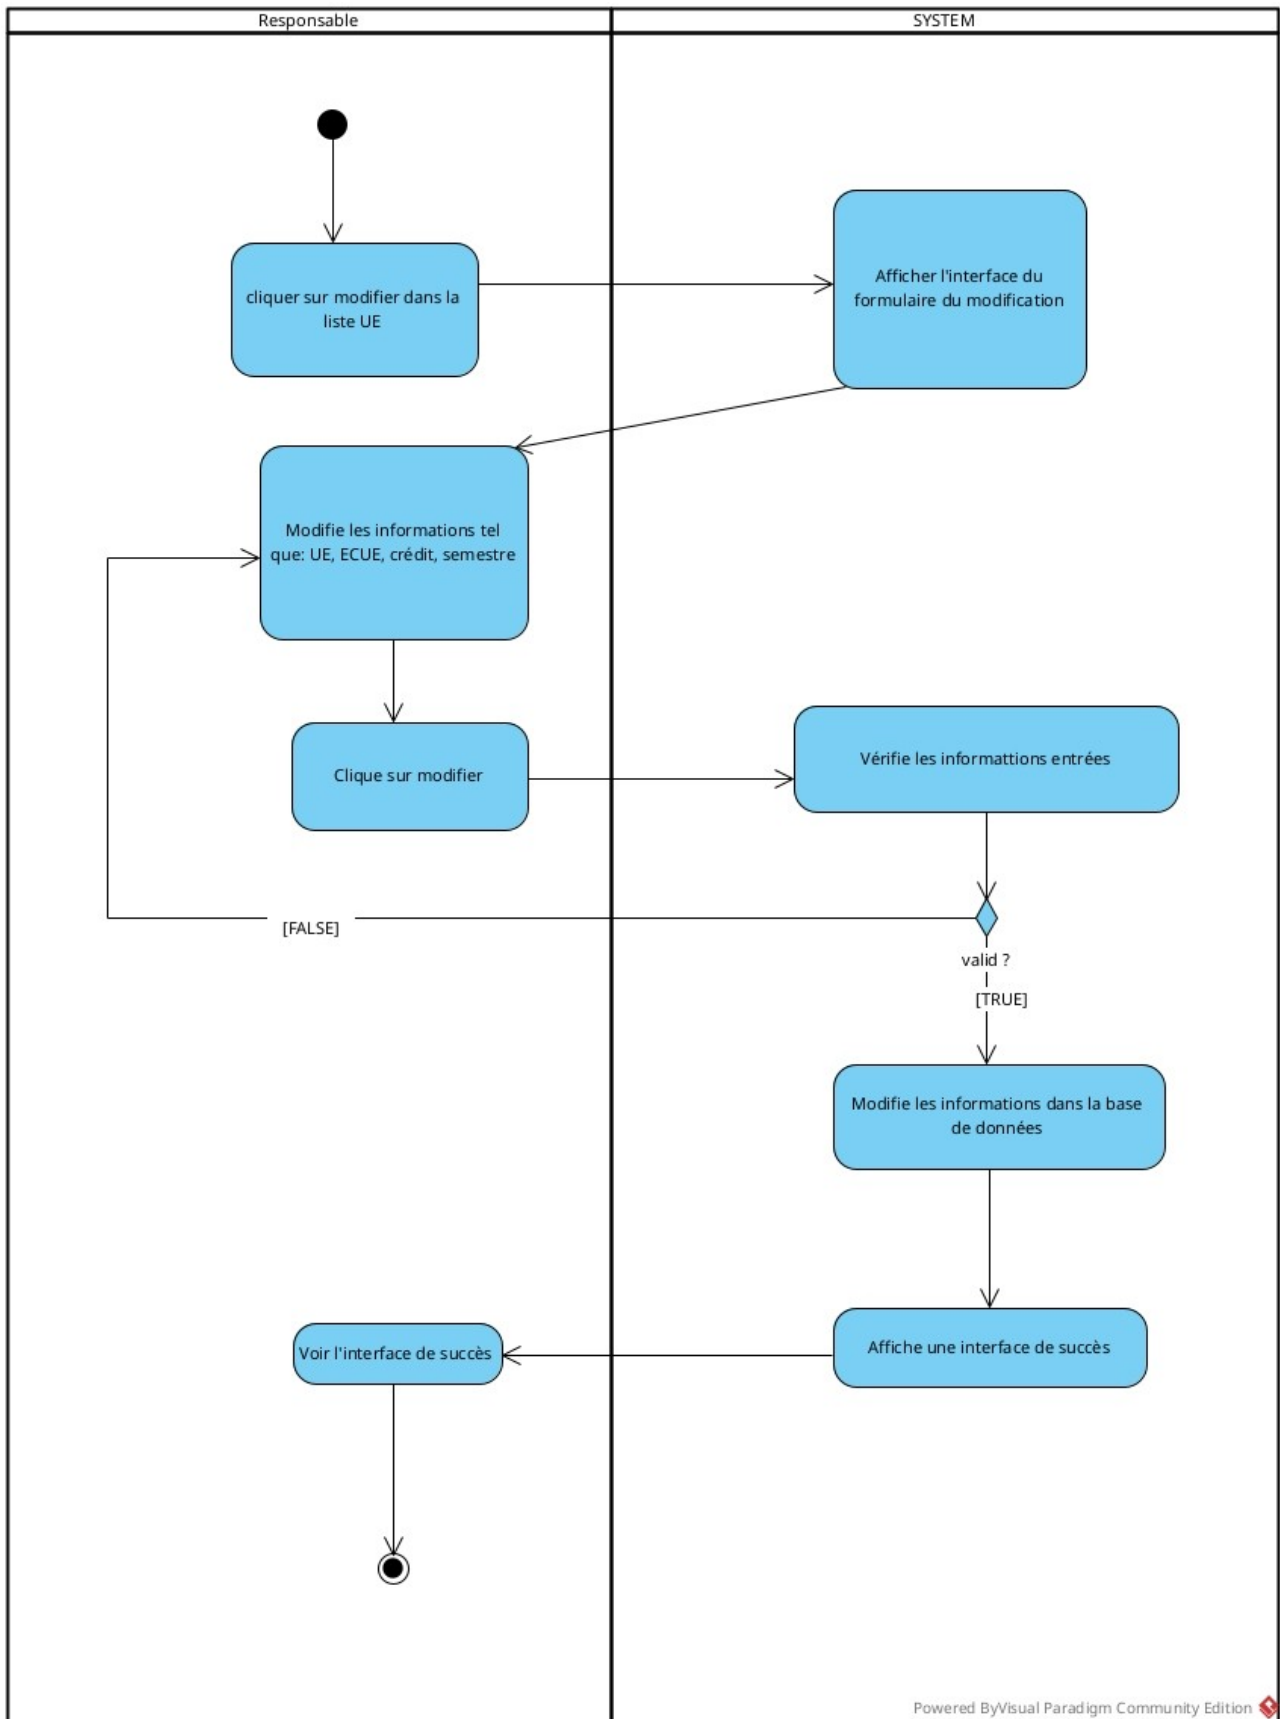 Responsable
SYSTEM
cliquer sur modifier dans la
liste UE
Afficher l'interface du
formulaire du modification
Modifie les informations tel
que: UE, ECUE, crédit, semestre
Clique sur modifier
Vérifie les informattions entrées
[FALSE]
valid ?
[TRUE]
Modifie les informations dans la base
de données
Affiche une interface de succès
Voir l'interface de succès
Powered ByVisual Paradigm Community Edition